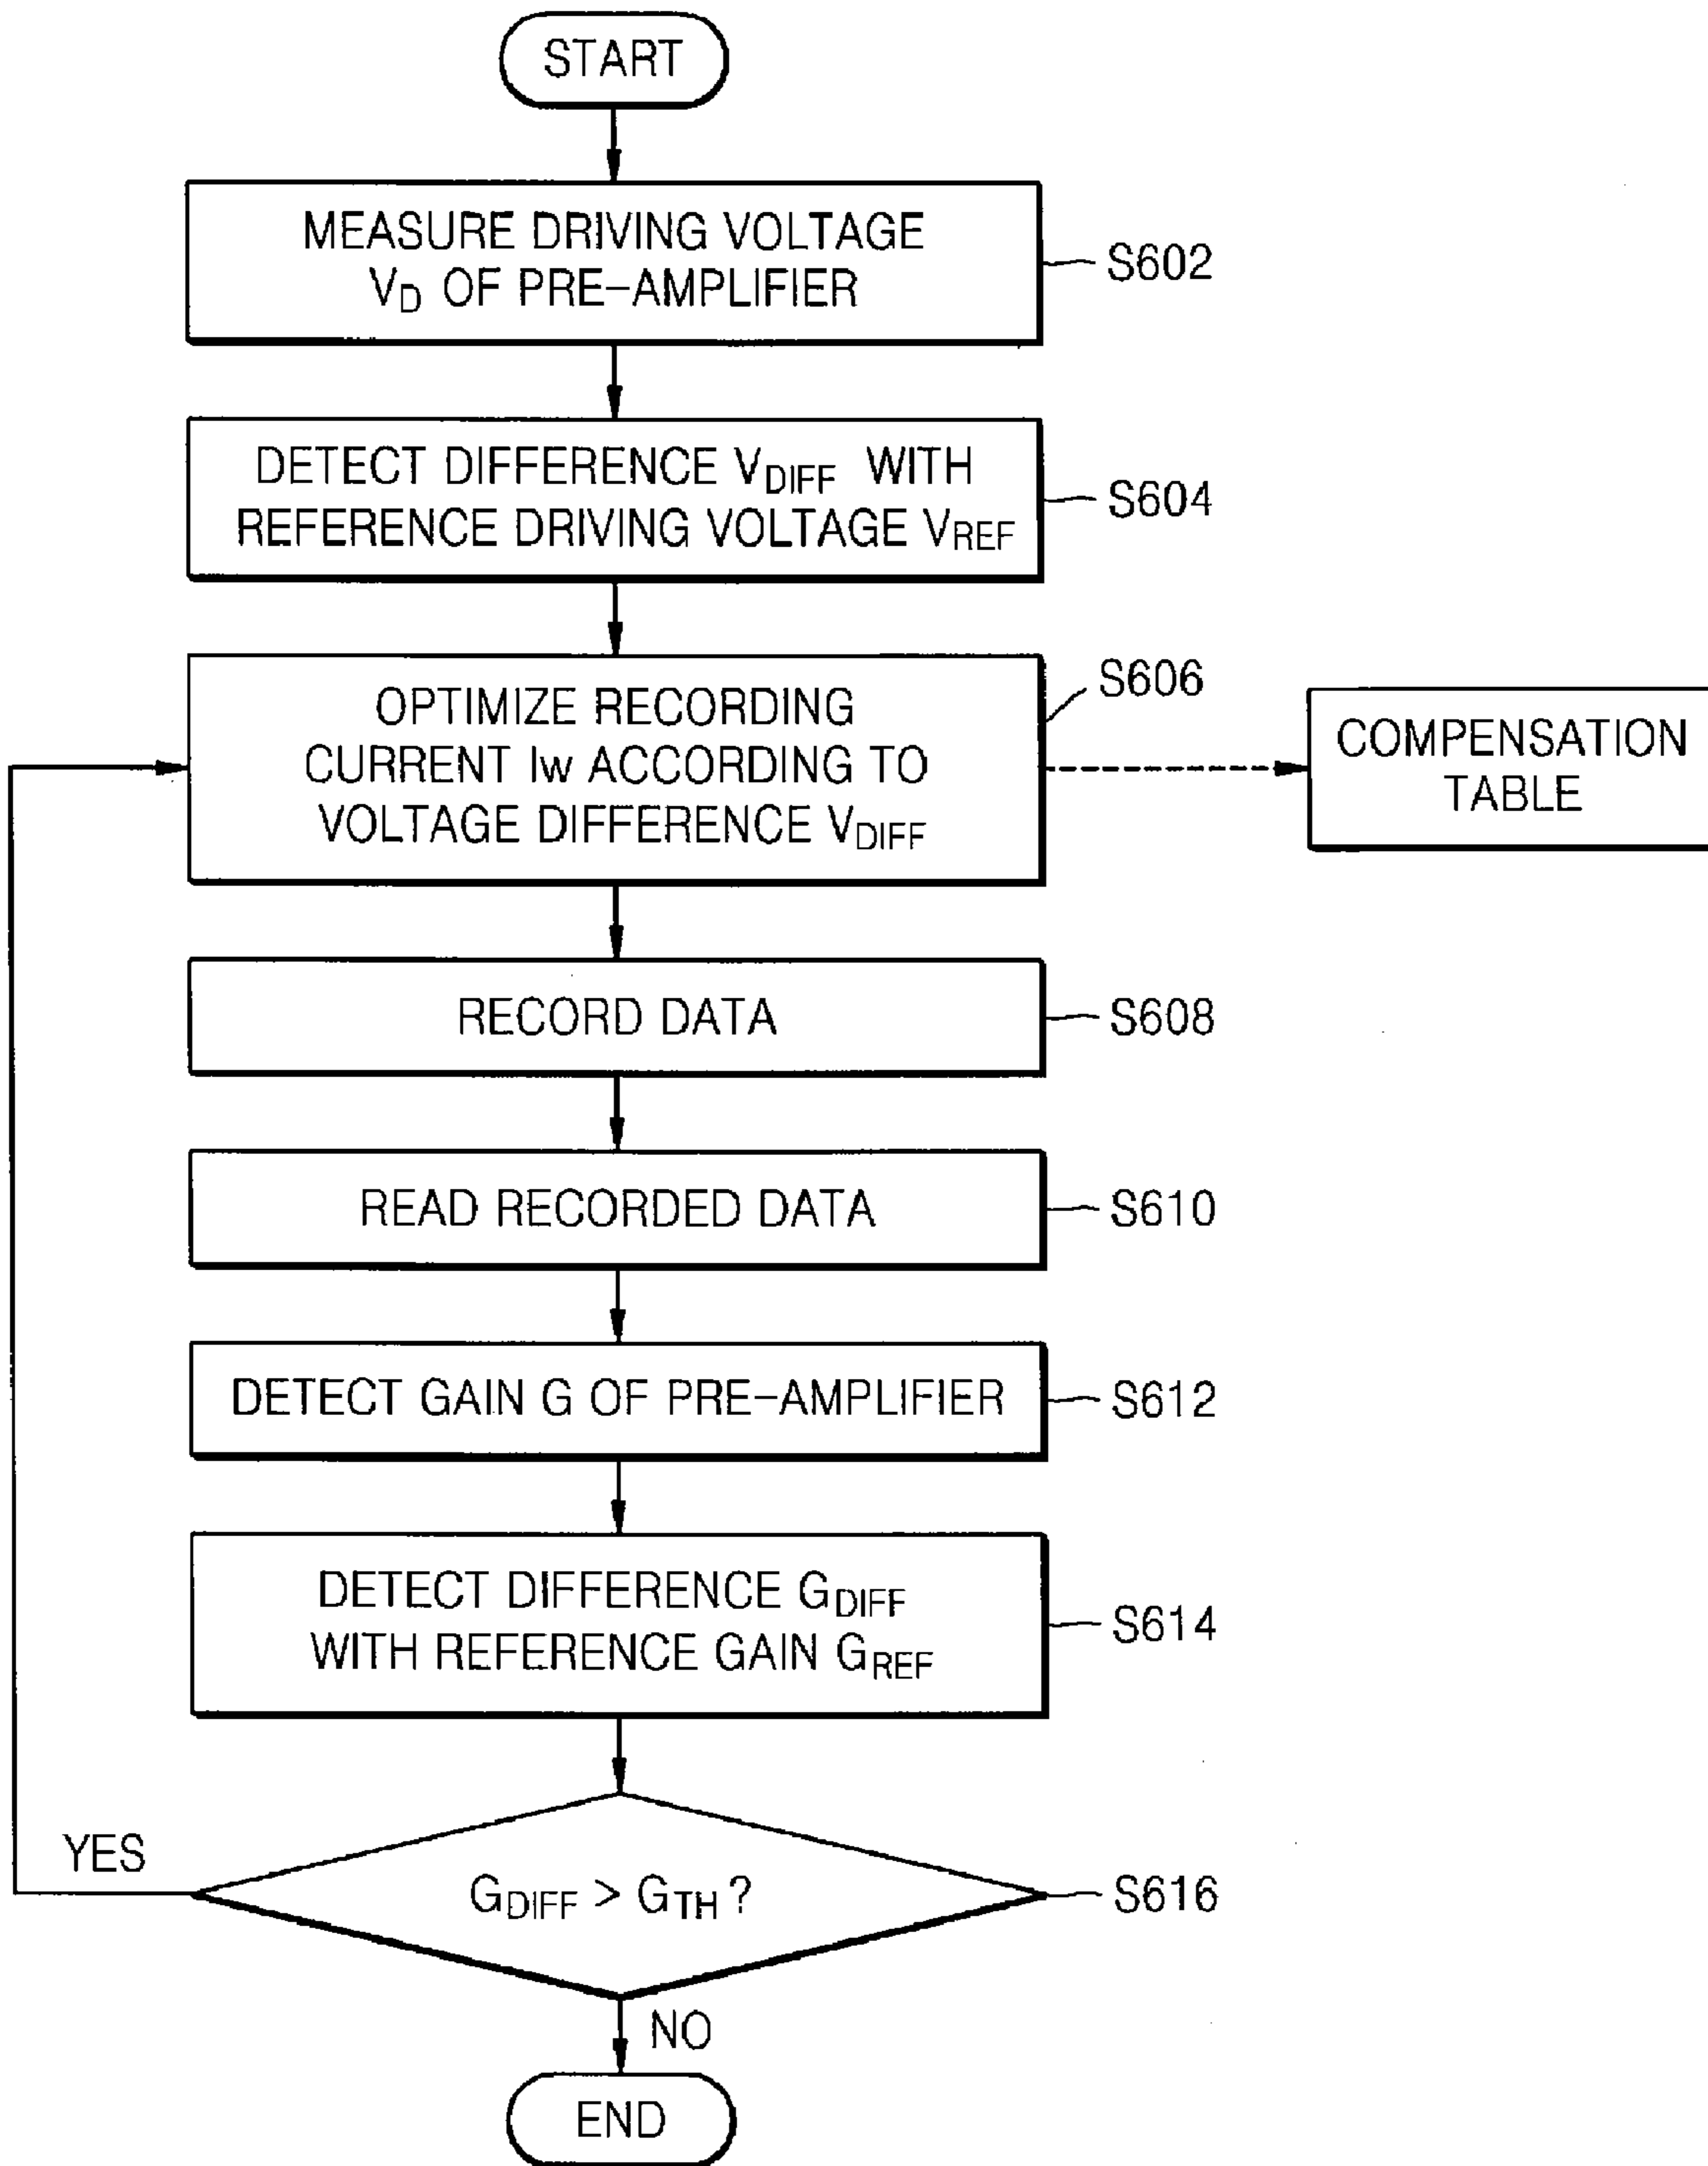 START
MEASURE DRIVING VOLTAGE
VD OF PRE-AMPLIFIER
S602
DETECT DIFFERENCE VDIFF WITH
REFERENCE DRIVING VOLTAGE VREF
S604
OPTIMIZE RECORDING
CURRENT Iw ACCORDING TO
VOLTAGE DIFFERENCE VDIFF
S606
COMPENSATION
TABLE
RECORD DATA
S608
READ RECORDED DATA
S610
DETECT GAIN G OF PRE-AMPLIFIER
S612
DETECT DIFFERENCE GDIFF
WITH REFERENCE GAIN GREF
S614
YES
GDIFF > GTH ?
S616
NO
END